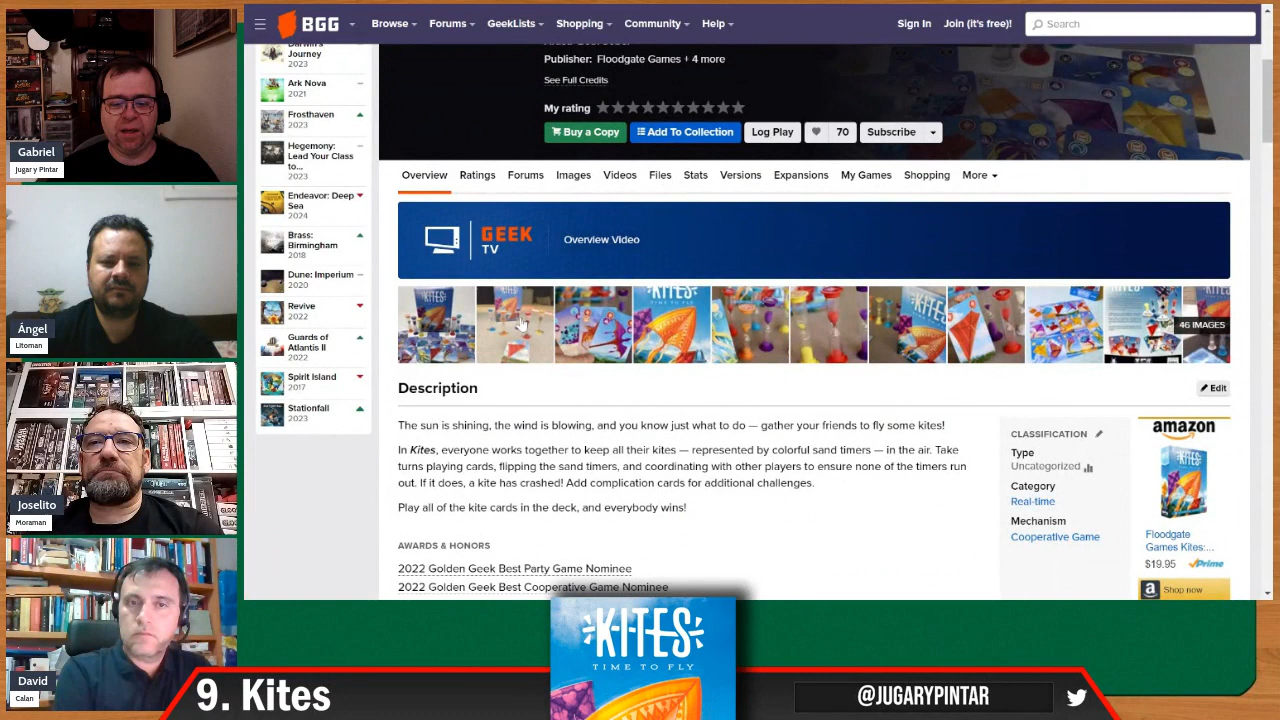 Gabriel
Jugar y Pintar
Ángel
Litoman
Joselito
Moraman
David
Calan
BGG
Browse
Forums
GeekLists
Shopping
Community
Help
Sign In
Join (it's free)!
Search
Darwin's
Journey
2023
Ark Nova
2021
Frosthaven
2023
Hegemony:
Lead Your Class
to...
2023
Endeavor: Deep
Sea
2024
Brass:
Birmingham
2018
Dune: Imperium
2020
Revive
2022
Guards of
Atlantis II
2022
Spirit Island
2017
Stationfall
2023
Publisher: Floodgate Games + 4 more
See Full Credits
My rating
Buy a Copy
Add To Collection
Log Play
70
Subscribe
Overview
Ratings
Forums
Images
Videos
Files
Stats
Versions
Expansions
My Games
Shopping
More
GEEK
TV
Overview Video
KITES
46 IMAGES
Description
Edit
The sun is shining, the wind is blowing, and you know just what to do — gather your friends to fly some kites!
In Kites, everyone works together to keep all their kites — represented by colorful sand timers — in the air. Take
turns playing cards, flipping the sand timers, and coordinating with other players to ensure none of the timers run
out. If it does, a kite has crashed! Add complication cards for additional challenges.
Play all of the kite cards in the deck, and everybody wins!
AWARDS & HONORS
2022 Golden Geek Best Party Game Nominee
2022 Golden Geek Best Cooperative Game Nominee
CLASSIFICATION
Type
Uncategorized
Category
Real-time
Mechanism
Cooperative Game
amazon
Floodgate
Games Kites:...
$19.95
Prime
Shop now
KITES
TIME TO FLY
9. Kites
@JUGARYPINTAR